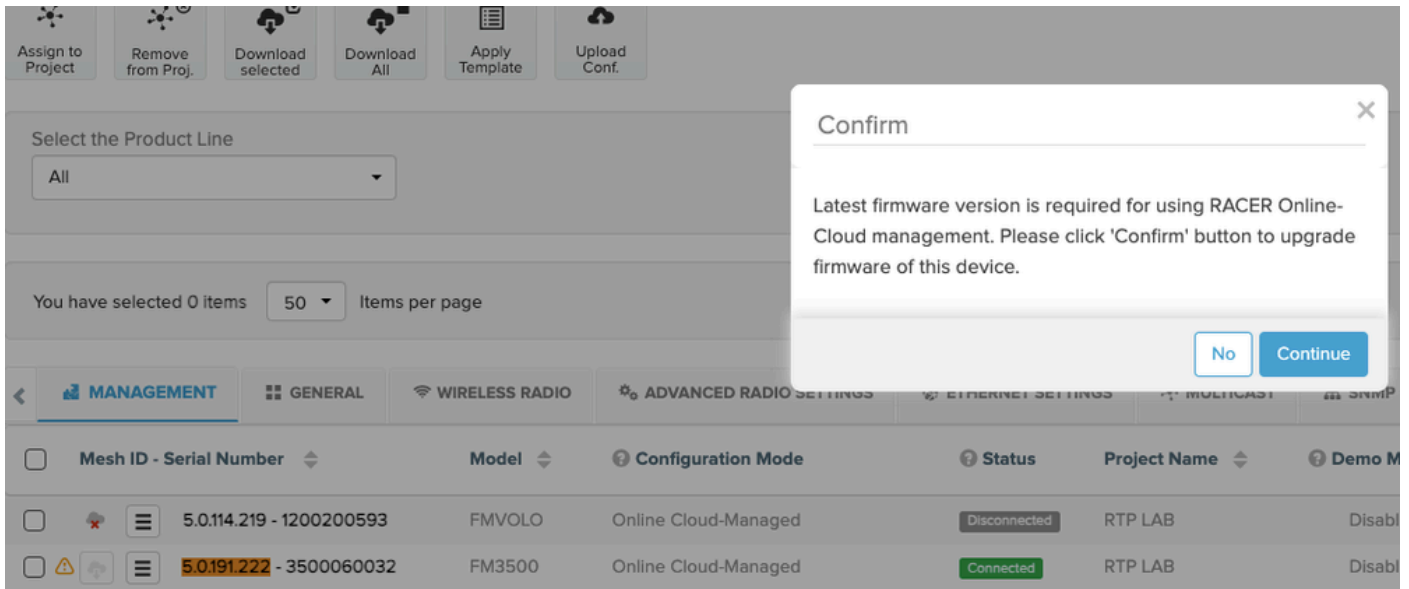 Assign to Project
Remove from Proj.
Download selected
Download All
Apply Template
Upload Conf.
Select the Product Line
All
Confirm
Latest firmware version is required for using RACER Online-
Cloud management. Please click 'Confirm' button to upgrade
firmware of this device.
No Continue
You have selected 0 items 50 Items per page
MANAGEMENT GENERAL WIRELESS RADIO ADVANCED RADIO SETTINGS ETHERNET SETTINGS MULTICAST SNMP
Mesh ID - Serial Number Model Configuration Mode Status Project Name Demo M
5.0.114.219 - 1200200593 FMVOLO Online Cloud-Managed Disconnected RTP LAB Disabl
5.0.191.222 - 3500060032 FM3500 Online Cloud-Managed Connected RTP LAB Disabl